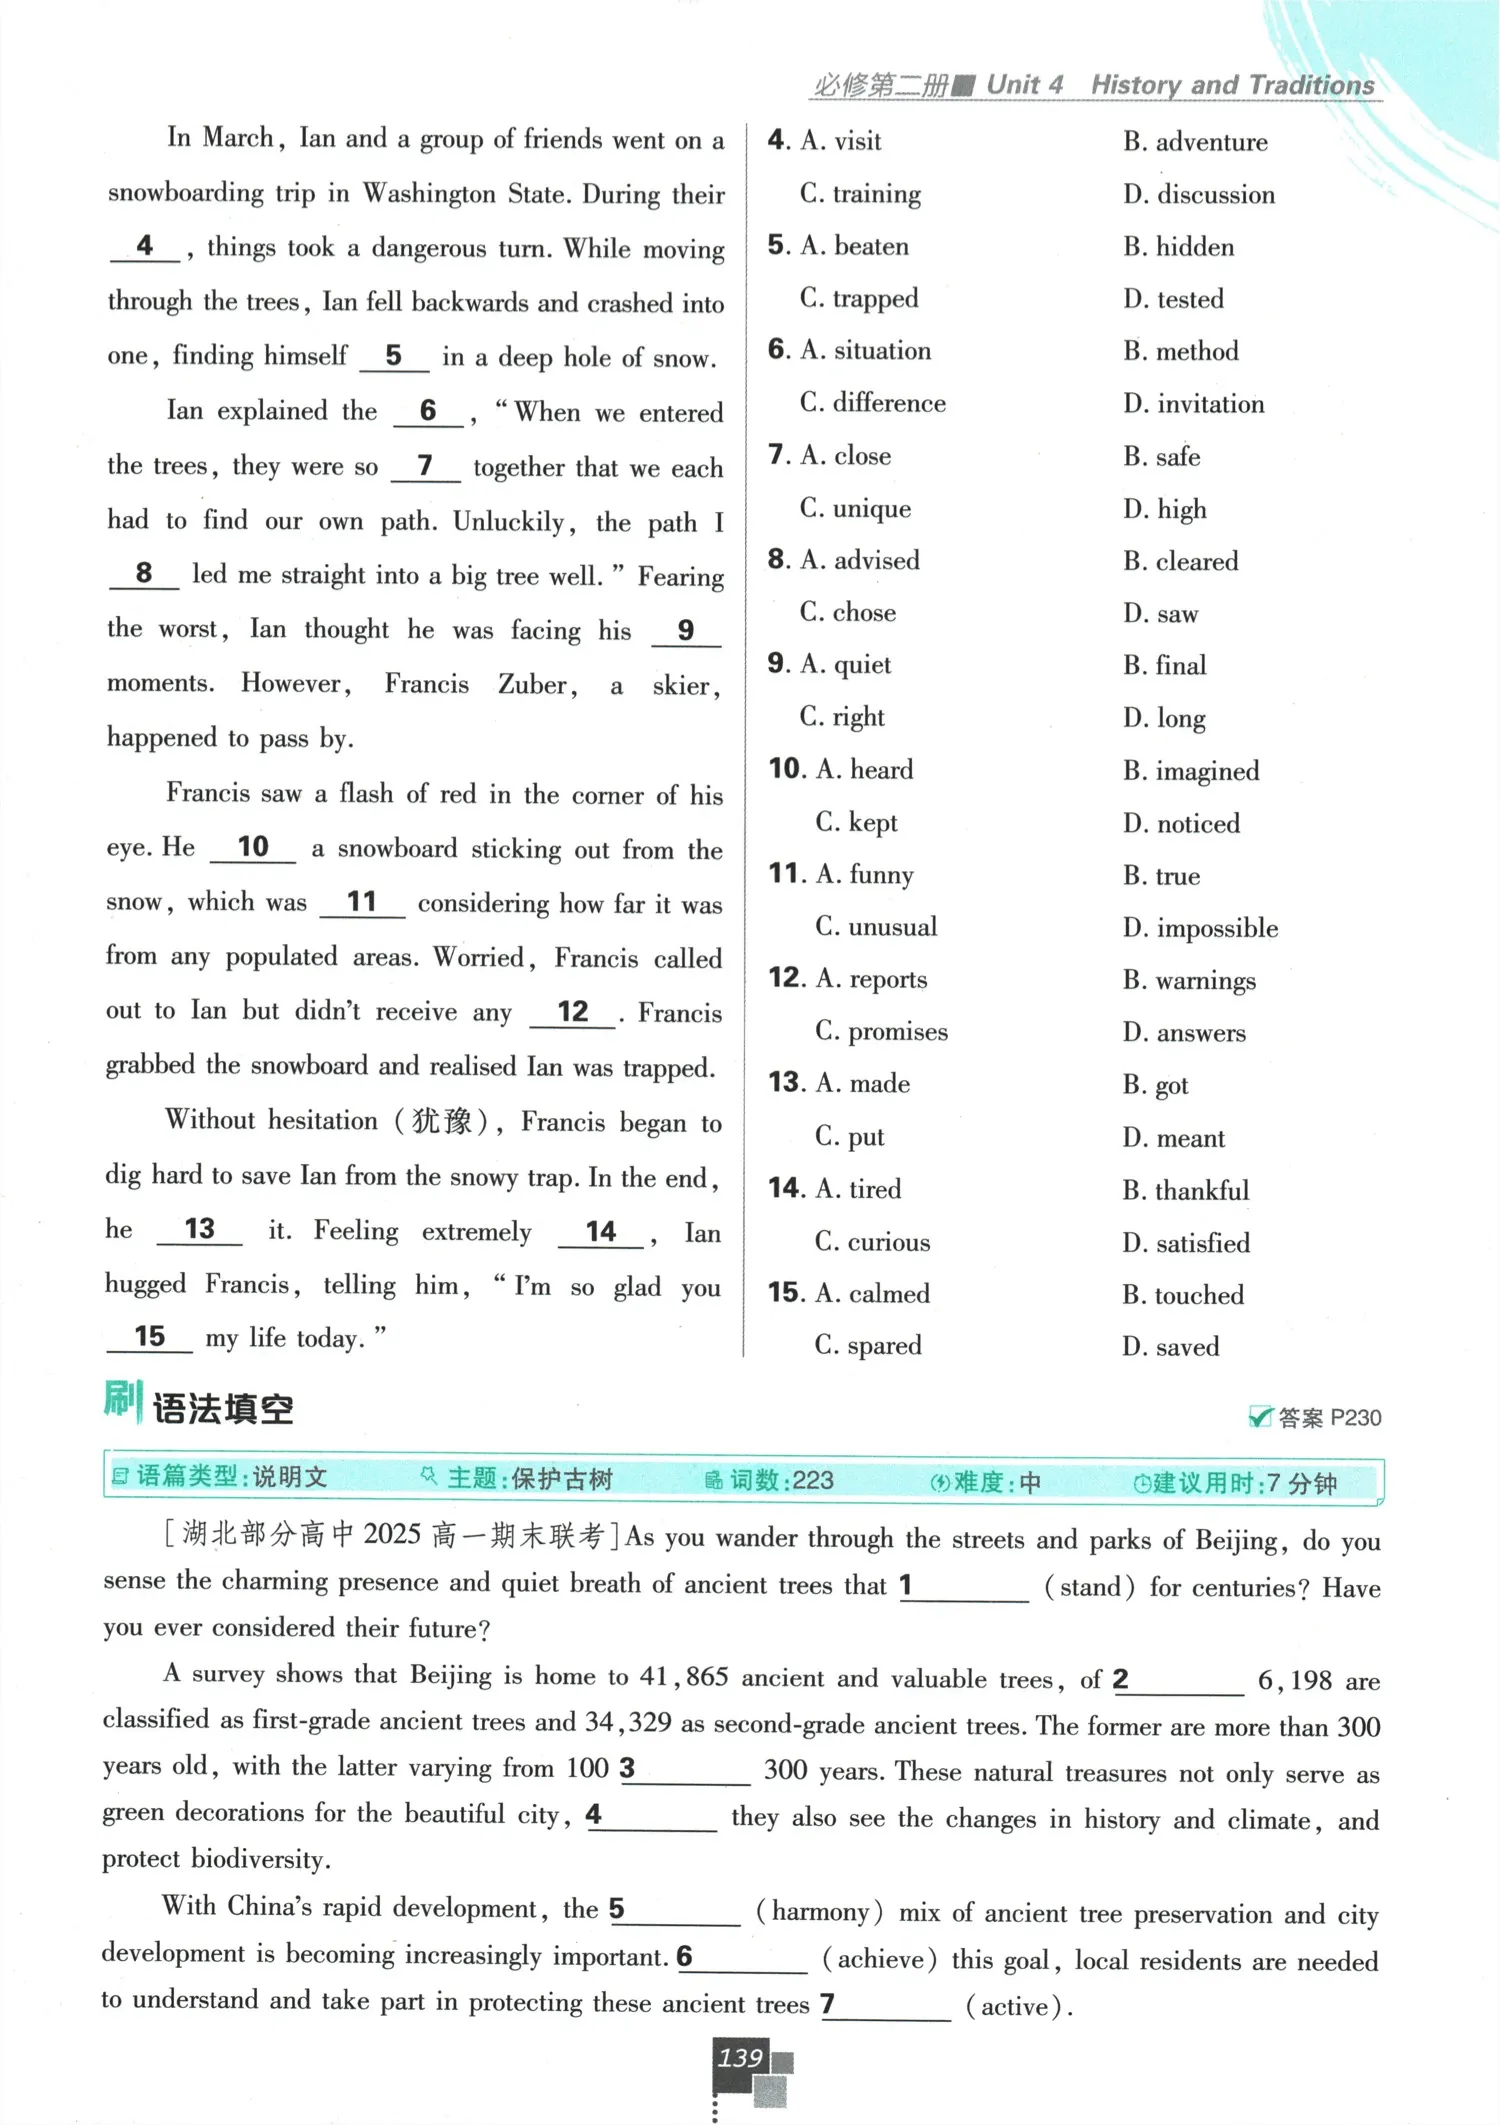 必修第二册 Unit 4 History and Traditions
In March, Ian and a group of friends went on a
snowboarding trip in Washington State. During their
4 , things took a dangerous turn. While moving
through the trees, Ian fell backwards and crashed into
one, finding himself 5 in a deep hole of snow.
Ian explained the 6 , “When we entered
the trees, they were so 7 together that we each
had to find our own path. Unluckily, the path I
8 led me straight into a big tree well.” Fearing
the worst, Ian thought he was facing his 9
moments. However, Francis Zuber, a skier,
happened to pass by.
Francis saw a flash of red in the corner of his
eye. He 10 a snowboard sticking out from the
snow, which was 11 considering how far it was
from any populated areas. Worried, Francis called
out to Ian but didn't receive any 12 . Francis
grabbed the snowboard and realised Ian was trapped.
Without hesitation (犹豫), Francis began to
dig hard to save Ian from the snowy trap. In the end,
he 13 it. Feeling extremely 14 , Ian
hugged Francis, telling him, “I'm so glad you
15 my life today.”
4. A. visit B. adventure
C. training D. discussion
5. A. beaten B. hidden
C. trapped D. tested
6. A. situation B. method
C. difference D. invitation
7. A. close B. safe
C. unique D. high
8. A. advised B. cleared
C. chose D. saw
9. A. quiet B. final
C. right D. long
10. A. heard B. imagined
C. kept D. noticed
11. A. funny B. true
C. unusual D. impossible
12. A. reports B. warnings
C. promises D. answers
13. A. made B. got
C. put D. meant
14. A. tired B. thankful
C. curious D. satisfied
15. A. calmed B. touched
C. spared D. saved
刷 语法填空 答案 P230
语篇类型:说明文 主题:保护古树 词数:223 难度:中 建议用时:7 分钟
[湖北部分高中 2025 高一期末联考]As you wander through the streets and parks of Beijing, do you
sense the charming presence and quiet breath of ancient trees that 1 (stand) for centuries? Have
you ever considered their future?
A survey shows that Beijing is home to 41,865 ancient and valuable trees, of 2 6,198 are
classified as first-grade ancient trees and 34,329 as second-grade ancient trees. The former are more than 300
years old, with the latter varying from 100 3 300 years. These natural treasures not only serve as
green decorations for the beautiful city, 4 they also see the changes in history and climate, and
protect biodiversity.
With China's rapid development, the 5 (harmony) mix of ancient tree preservation and city
development is becoming increasingly important. 6 (achieve) this goal, local residents are needed
to understand and take part in protecting these ancient trees 7 (active).
139